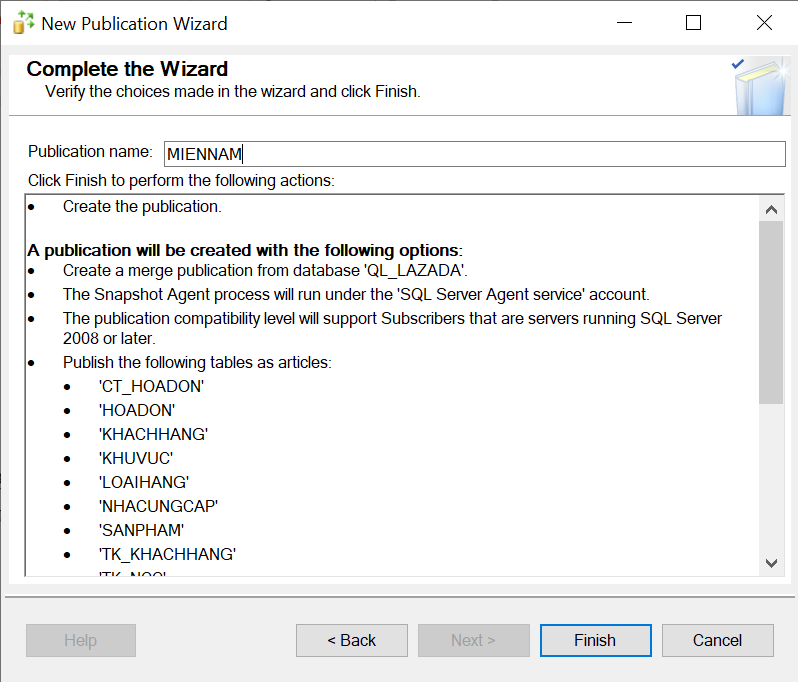 New Publication Wizard
Complete the Wizard
Verify the choices made in the wizard and click Finish.
Publication name: MIENNAM
Click Finish to perform the following actions:
• Create the publication.
A publication will be created with the following options:
• Create a merge publication from database 'QL_LAZADA'.
• The Snapshot Agent process will run under the 'SQL Server Agent service' account.
• The publication compatibility level will support Subscribers that are servers running SQL Server
2008 or later.
• Publish the following tables as articles:
• 'CT_HOADON'
• 'HOADON'
• 'KHACHHANG'
• 'KHUVUC'
• 'LOAIHANG'
• 'NHACUNGCAP'
• 'SANPHAM'
• 'TK_KHACHHANG'
Help < Back Next > Finish Cancel